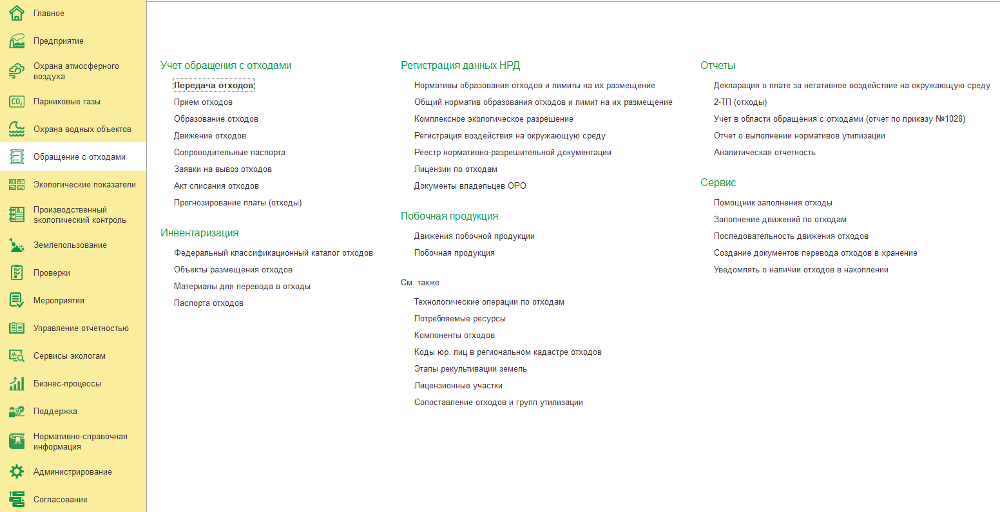 Главное
Предприятие
Охрана атмосферного
воздуха
CO2
Парниковые газы
Охрана водных объектов
Обращение с отходами
Экологические показатели
Производственный
экологический контроль
Землепользование
Проверки
Мероприятия
Управление отчетностью
Сервисы экологам
Бизнес-процессы
Поддержка
Нормативно-справочная
информация
Администрирование
Согласование
Учет обращения с отходами
Передача отходов
Прием отходов
Образование отходов
Движение отходов
Сопроводительные паспорта
Заявки на вывоз отходов
Акт списания отходов
Прогнозирование платы (отходы)
Инвентаризация
Федеральный классификационный каталог отходов
Объекты размещения отходов
Материалы для перевода в отходы
Паспорта отходов
Регистрация данных НРД
Нормативы образования отходов и лимиты на их размещение
Общий норматив образования отходов и лимит на их размещение
Комплексное экологическое разрешение
Регистрация воздействия на окружающую среду
Реестр нормативно-разрешительной документации
Лицензии по отходам
Документы владельцев ОРО
Побочная продукция
Движения побочной продукции
Побочная продукция
См. также
Технологические операции по отходам
Потребляемые ресурсы
Компоненты отходов
Коды юр. лиц в региональном кадастре отходов
Этапы рекультивации земель
Лицензионные участки
Сопоставление отходов и групп утилизации
Отчеты
Декларация о плате за негативное воздействие на окружающую среду
2-ТП (отходы)
Учет в области обращения с отходами (отчет по приказу №1028)
Отчет о выполнении нормативов утилизации
Аналитическая отчетность
Сервис
Помощник заполнения отходы
Заполнение движений по отходам
Последовательность движения отходов
Создание документов перевода отходов в хранение
Уведомлять о наличии отходов в накоплении